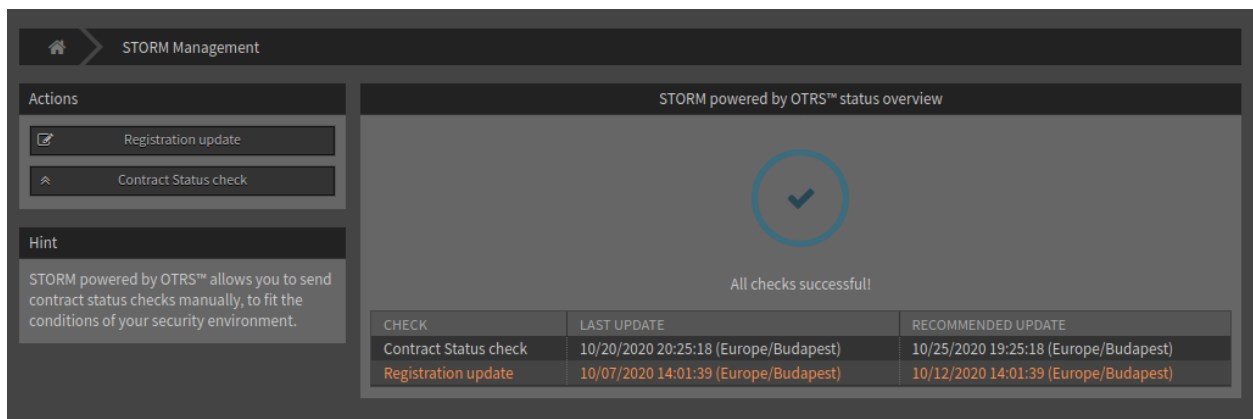 STORM Management
Actions
Registration update
Contract Status check
Hint
STORM powered by OTRS™ allows you to send
contract status checks manually, to fit the
conditions of your security environment.
STORM powered by OTRS™ status overview
All checks successful!
CHECK LAST UPDATE RECOMMENDED UPDATE
Contract Status check 10/20/2020 20:25:18 (Europe/Budapest) 10/25/2020 19:25:18 (Europe/Budapest)
Registration update 10/07/2020 14:01:39 (Europe/Budapest) 10/12/2020 14:01:39 (Europe/Budapest)